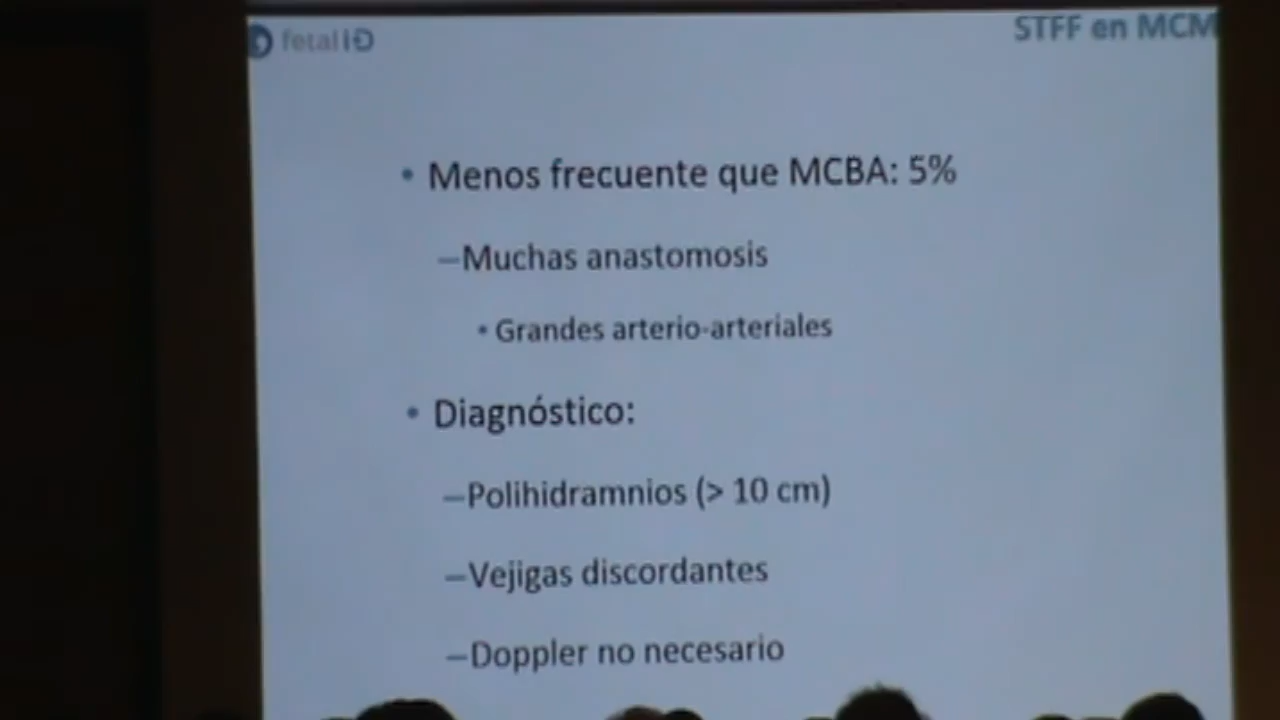 fetal ID
STFF en MCM
• Menos frecuente que MCBA: 5%
–Muchas anastomosis
• Grandes arterio-arteriales
• Diagnóstico:
–Polihidramnios (> 10 cm)
–Vejigas discordantes
–Doppler no necesario